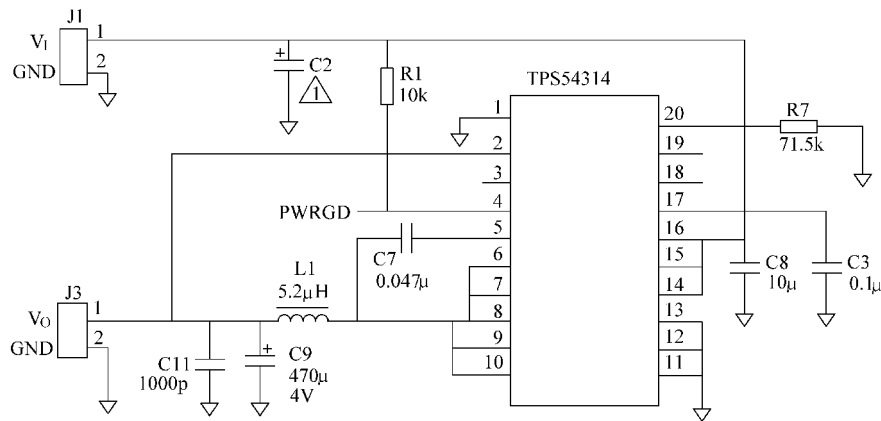 J1
V_I 1
GND 2
C2
1
R1
10k
TPS54314
1
2
3
4
5
6
7
8
9
10
20
19
18
17
16
15
14
13
12
11
R7
71.5k
PWRGD
C7
0.047μ
L1
5.2μH
C8
10μ
C3
0.1μ
J3
V_O 1
GND 2
C11
1000p
C9
470μ
4V